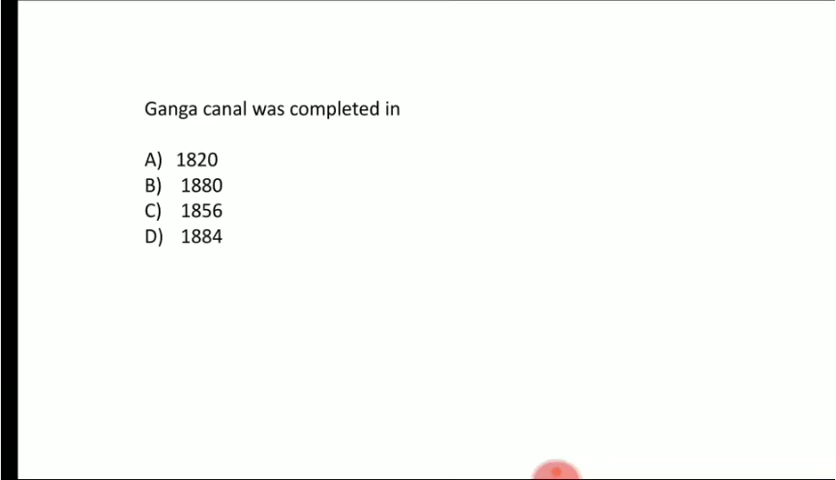 Ganga canal was completed in
A) 1820
B) 1880
C) 1856
D) 1884